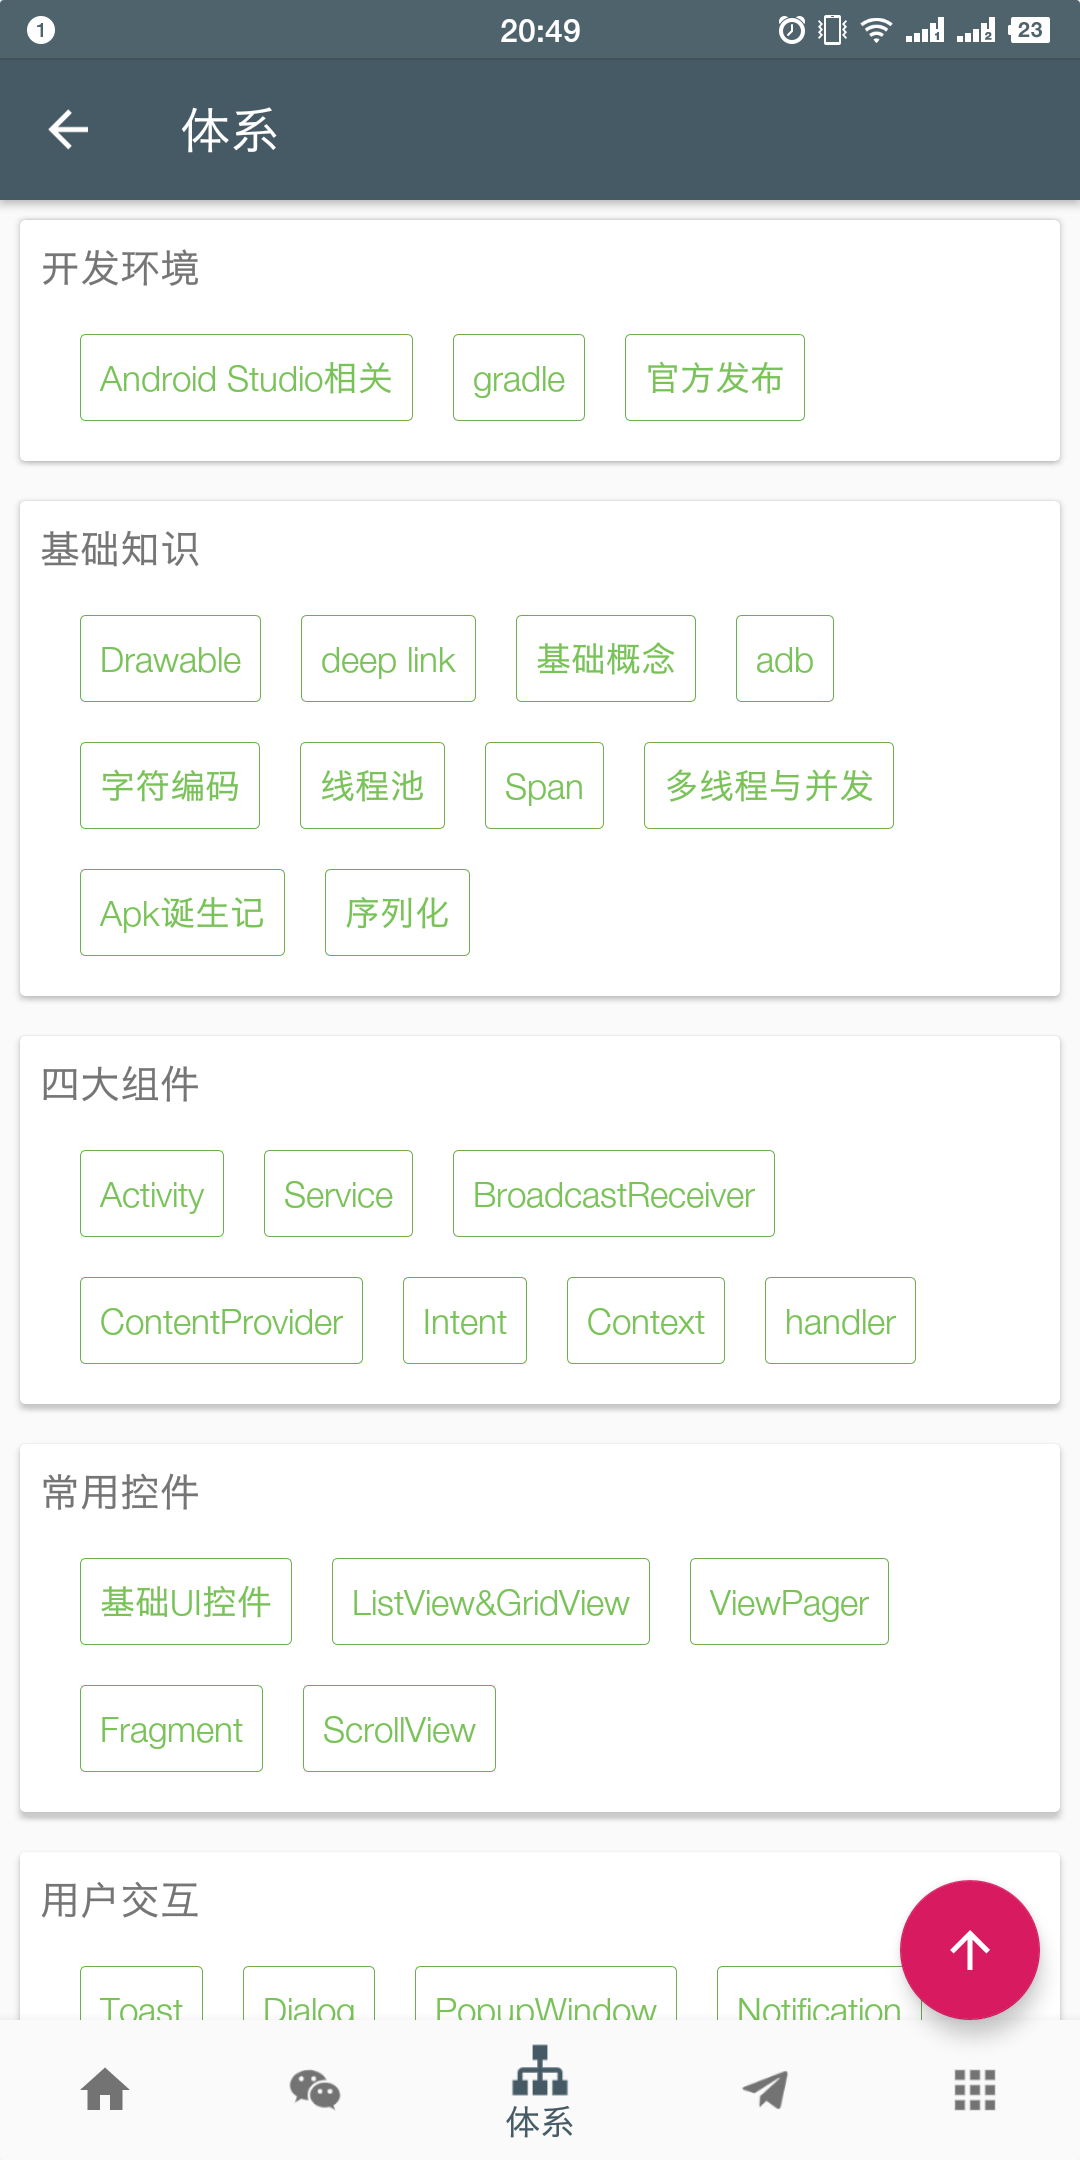 1 20:49 1 2 23
体系
开发环境
Android Studio相关 gradle 官方发布
基础知识
Drawable deep link 基础概念 adb
字符编码 线程池 Span 多线程与并发
Apk诞生记 序列化
四大组件
Activity Service BroadcastReceiver
ContentProvider Intent Context handler
常用控件
基础UI控件 ListView&GridView ViewPager
Fragment ScrollView
用户交互
Toast Dialog PopupWindow Notification
体系